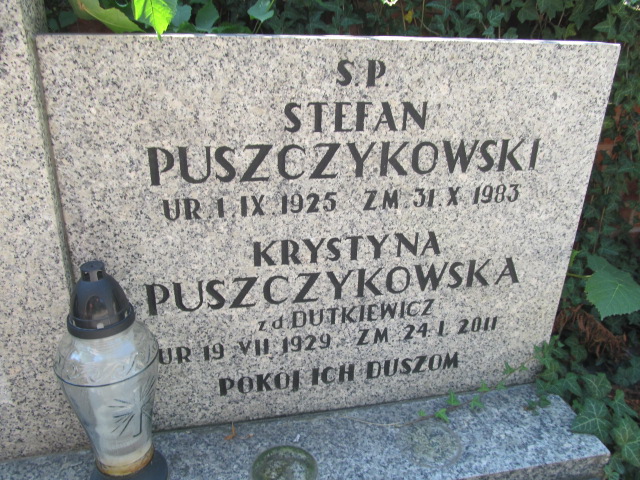 S.P.
STEFAN
PUSZCZYKOWSKI
UR 1.IX.1925 ZM.31.X.1983
KRYSTYNA
PUSZCZYKOWSKA
zd DUTKIEWICZ
UR 19.VII.1929 ZM 24.I.2011
POKÓJ ICH DUSZOM